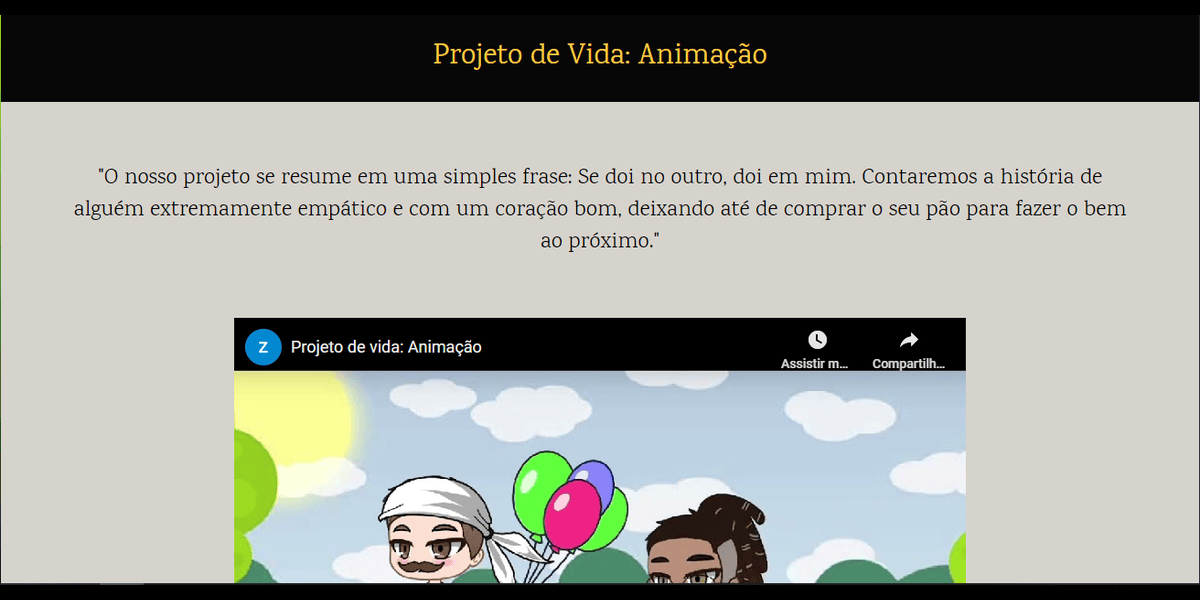 Projeto de Vida: Animação
"O nosso projeto se resume em uma simples frase: Se doi no outro, doi em mim. Contaremos a história de
alguém extremamente empático e com um coração bom, deixando até de comprar o seu pão para fazer o bem
ao próximo."
Z
Projeto de vida: Animação
Assistir m...
Compartilh...